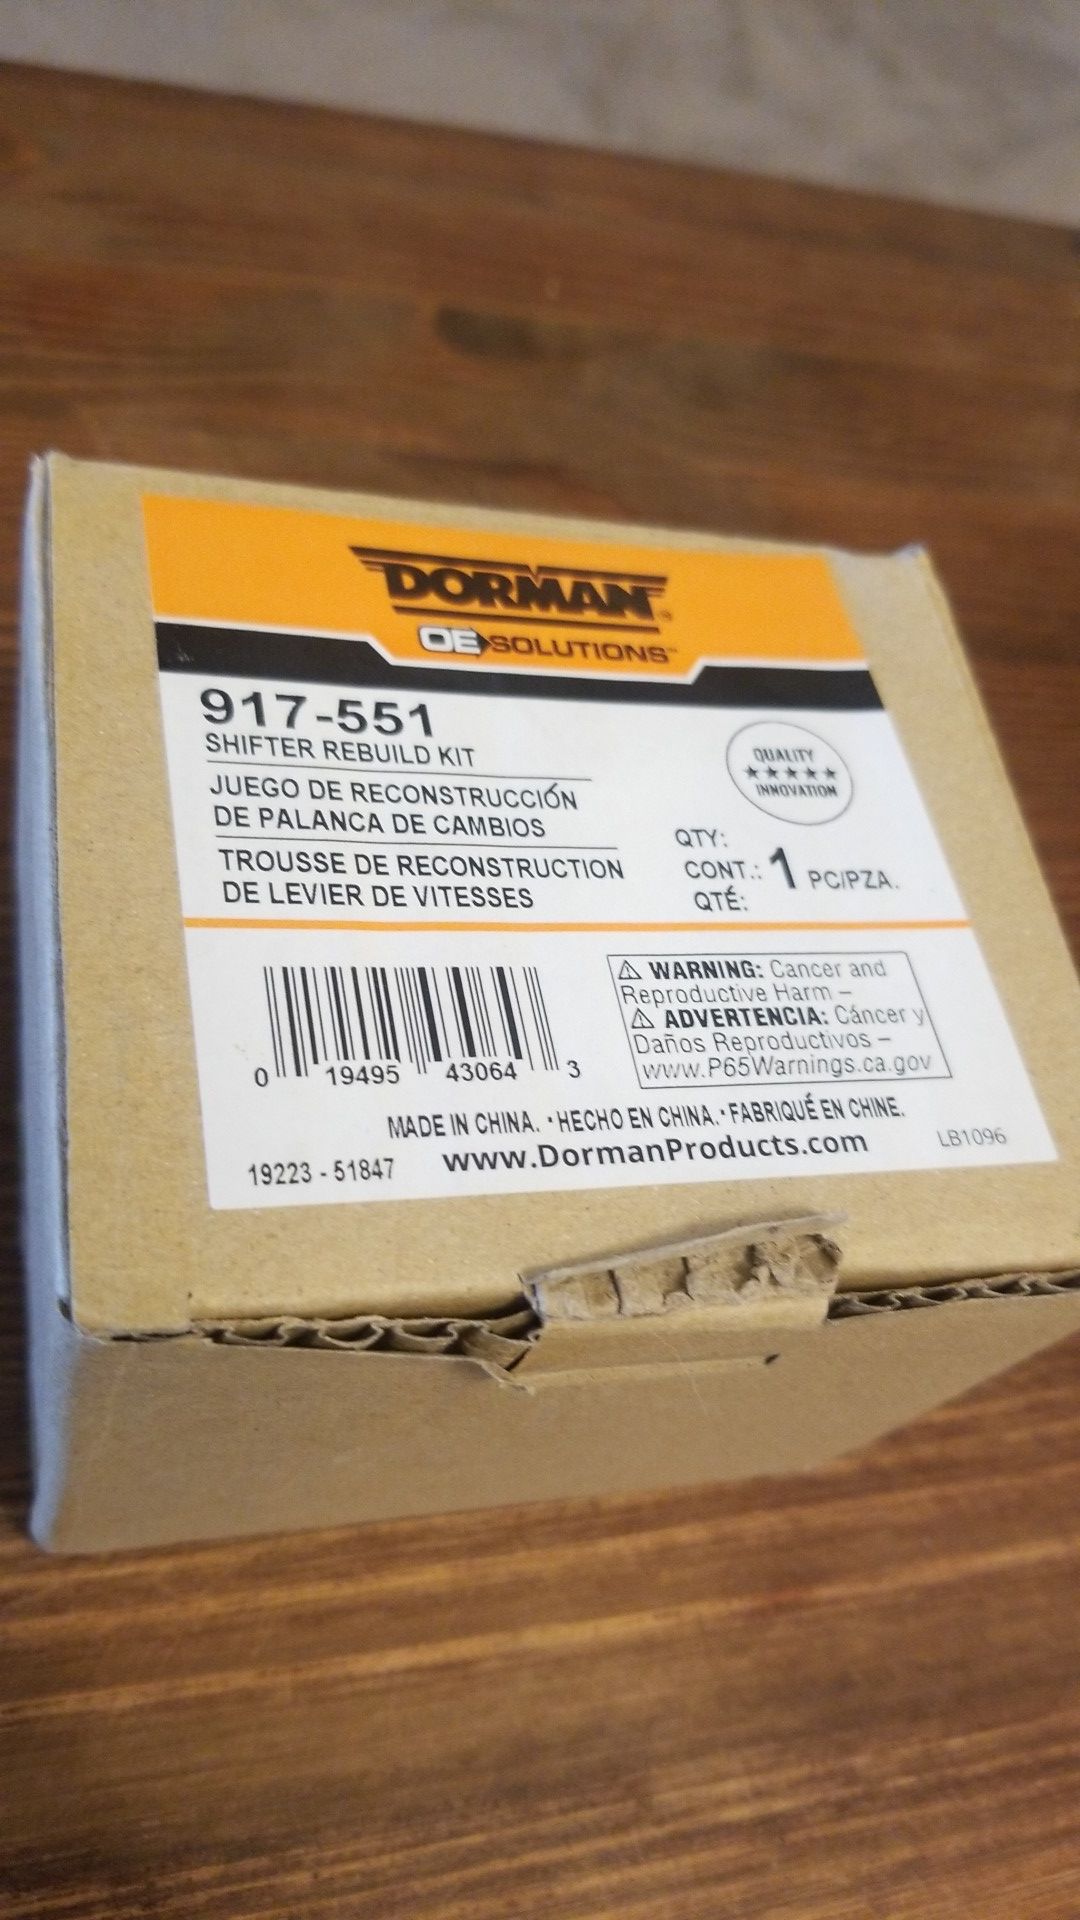 DORMAN®
OE SOLUTIONS™
917-551
SHIFTER REBUILD KIT
JUEGO DE RECONSTRUCCIÓN
DE PALANCA DE CAMBIOS
TROUSSE DE RECONSTRUCTION
DE LEVIER DE VITESSES
QUALITY
★★★★★
INNOVATION
QTY:
CONT.: 1 PC/PZA.
QTÉ:
⚠ WARNING: Cancer and
Reproductive Harm –
⚠ ADVERTENCIA: Cáncer y
Daños Reproductivos –
www.P65Warnings.ca.gov
0 19495 43064 3
MADE IN CHINA. • HECHO EN CHINA. • FABRIQUÉ EN CHINE.
19223 - 51847
www.DormanProducts.com
LB1096